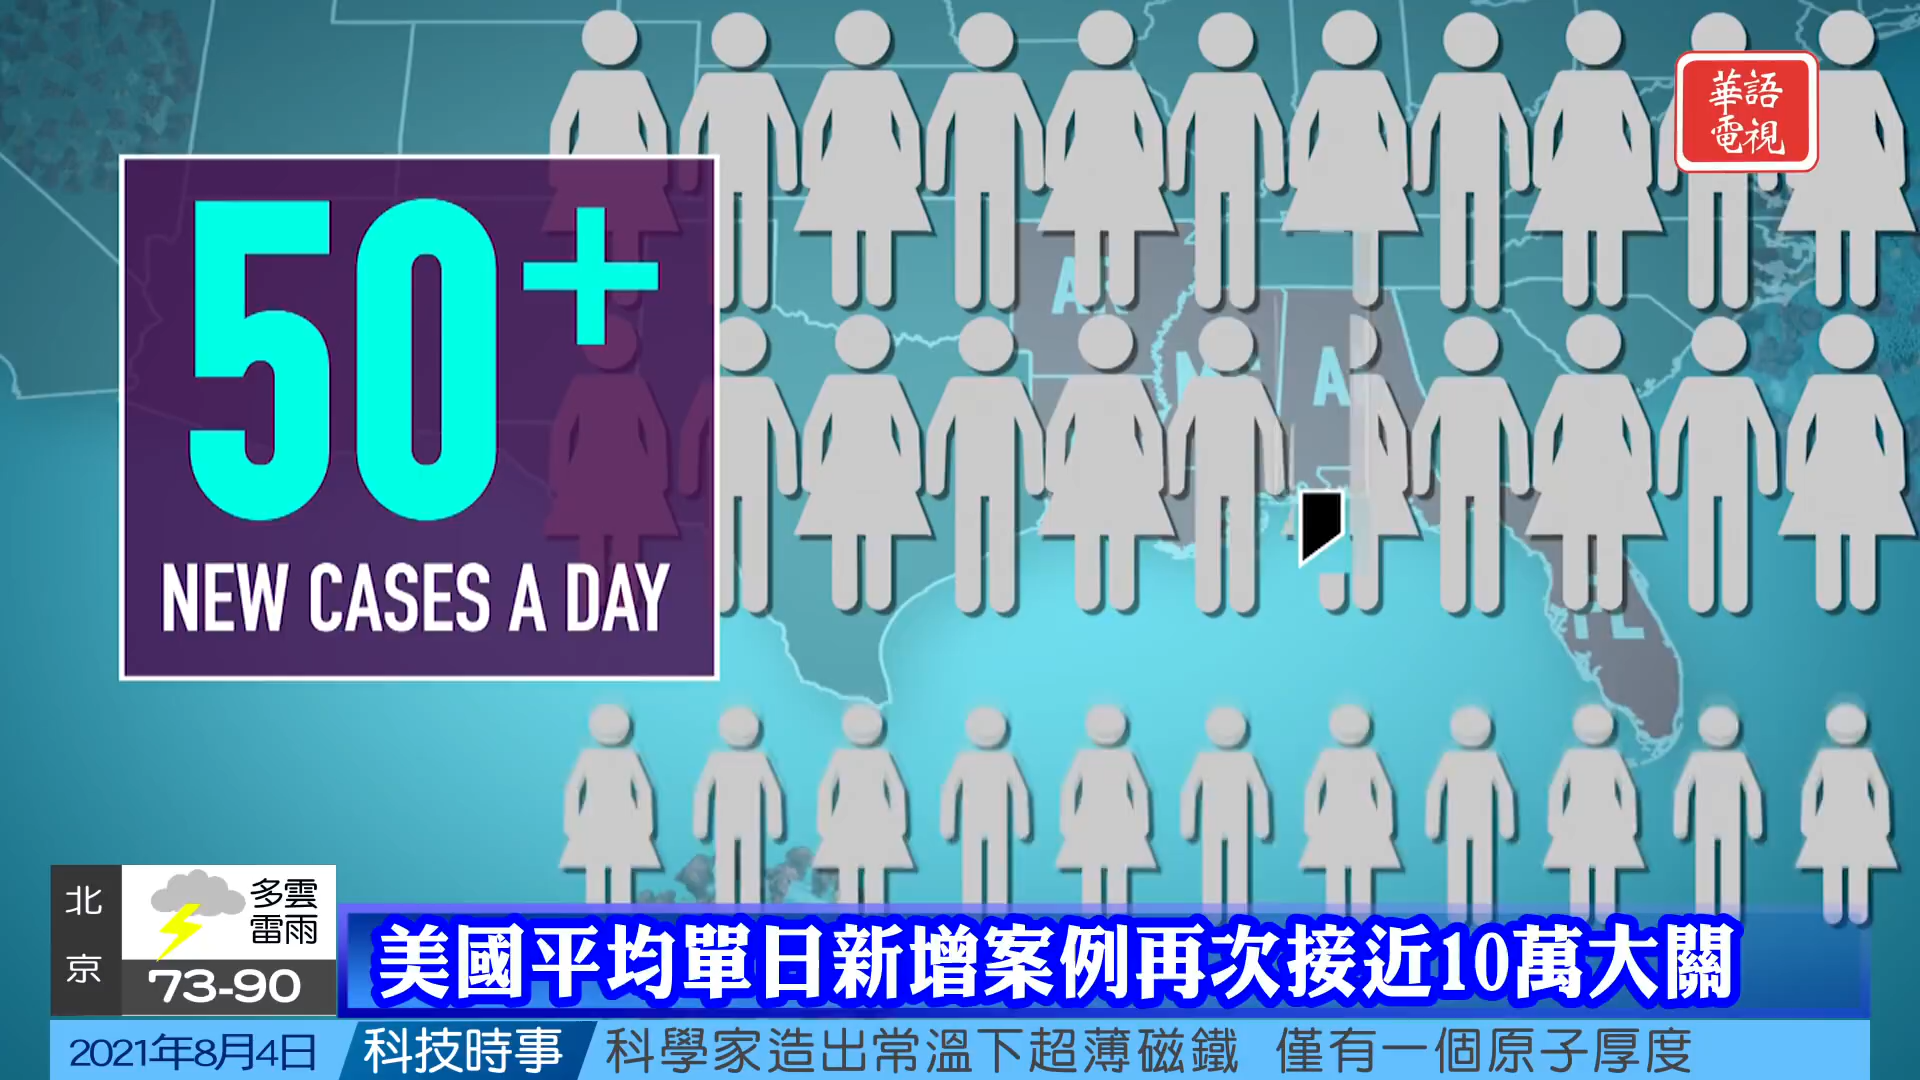 華語
電視
50+
NEW CASES A DAY
A
A
北京
多雲
雷雨
73-90
美國平均單日新增案例再次接近10萬大關
2021年8月4日
科技時事
科學家造出常溫下超薄磁鐵 僅有一個原子厚度